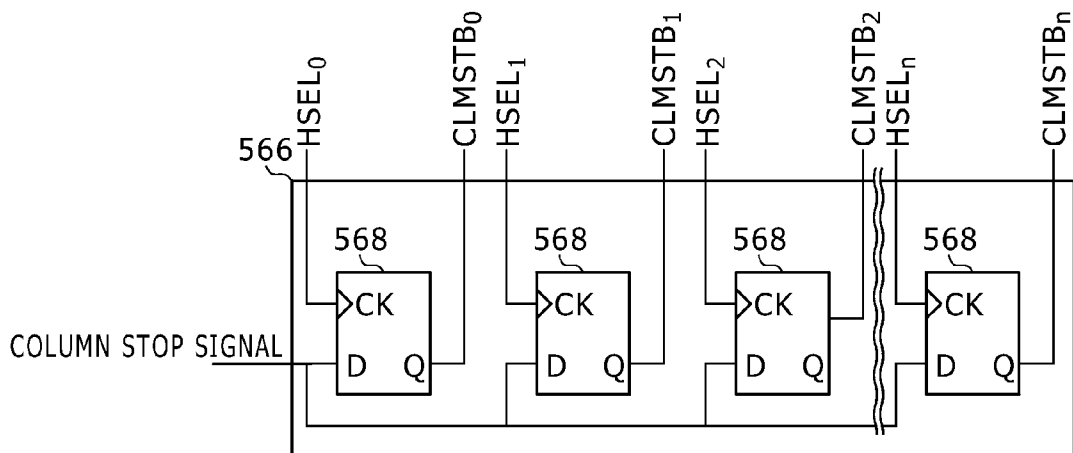 HSEL0
CLMSTB0
HSEL1
CLMSTB1
HSEL2
CLMSTB2
HSELn
CLMSTBn
566
568
568
568
568
CK
CK
CK
CK
COLUMN STOP SIGNAL
D Q
D Q
D Q
D Q